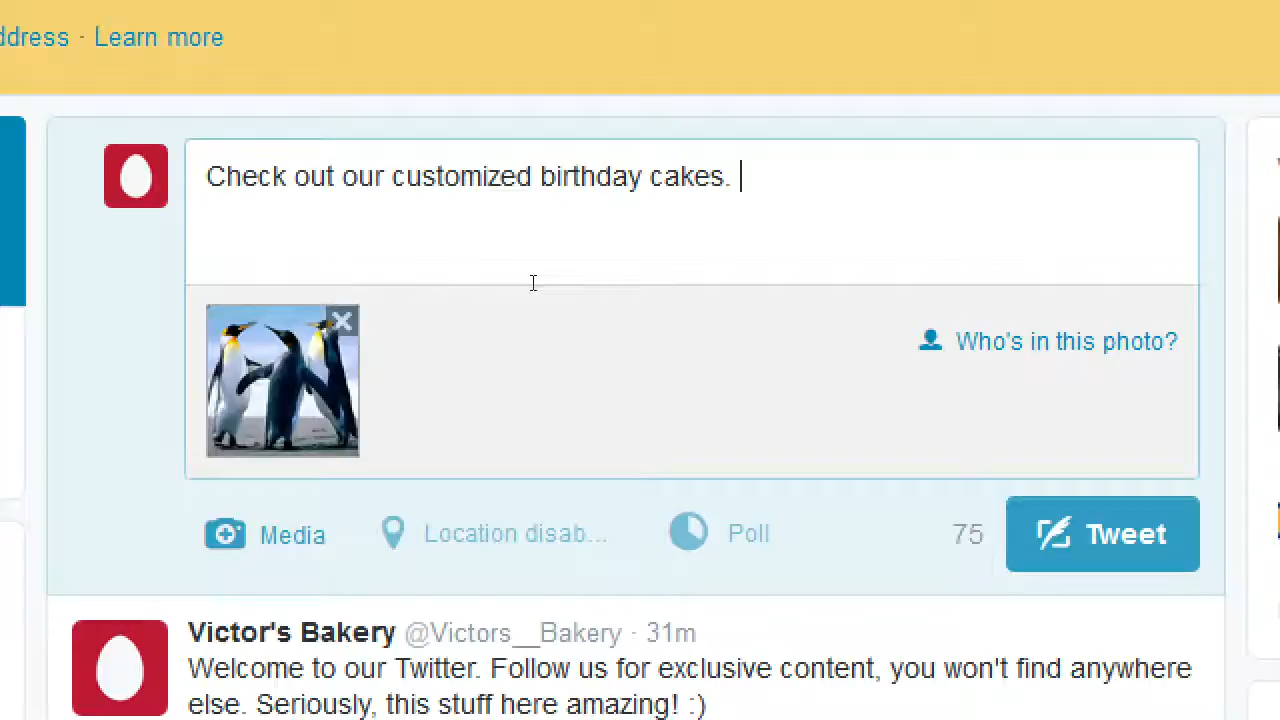 ddress · Learn more
Check out our customized birthday cakes.
Who's in this photo?
Media
Location disab...
Poll
75
Tweet
Victor's Bakery @Victors__Bakery · 31m
Welcome to our Twitter. Follow us for exclusive content, you won't find anywhere
else. Seriously, this stuff here amazing! :)